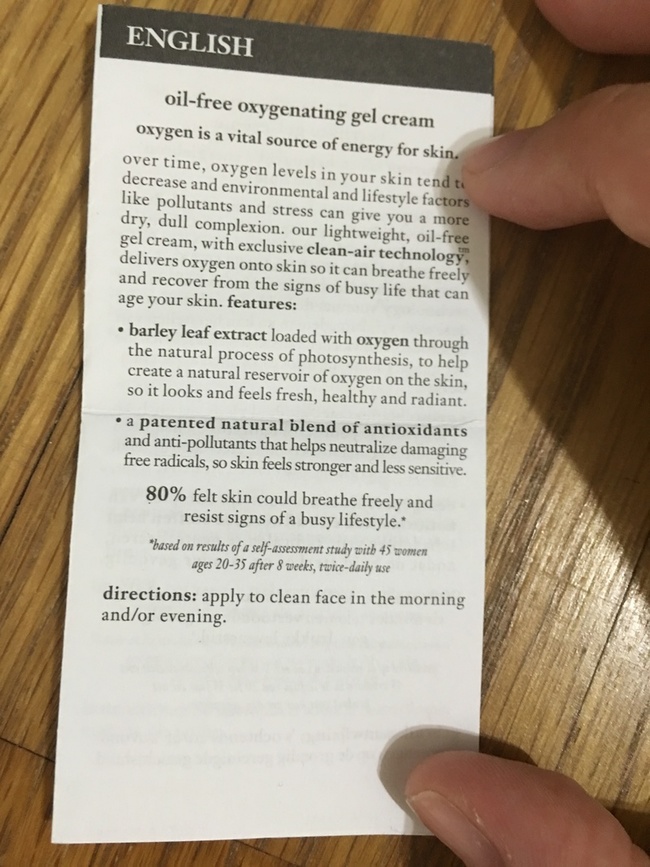 ENGLISH
oil-free oxygenating gel cream
oxygen is a vital source of energy for skin.
over time, oxygen levels in your skin tend
decrease and environmental and lifestyle factors
like pollutants and stress can give you a more
dry, dull complexion. our lightweight, oil-free
gel cream, with exclusive clean-air technology,™
delivers oxygen onto skin so it can breathe freely
and recover from the signs of busy life that can
age your skin. features:
• barley leaf extract loaded with oxygen through
the natural process of photosynthesis, to help
create a natural reservoir of oxygen on the skin,
so it looks and feels fresh, healthy and radiant.
• a patented natural blend of antioxidants
and anti-pollutants that helps neutralize damaging
free radicals, so skin feels stronger and less sensitive.
80% felt skin could breathe freely and
resist signs of a busy lifestyle.*
*based on results of a self-assessment study with 45 women
ages 20-35 after 8 weeks, twice-daily use
directions: apply to clean face in the morning
and/or evening.